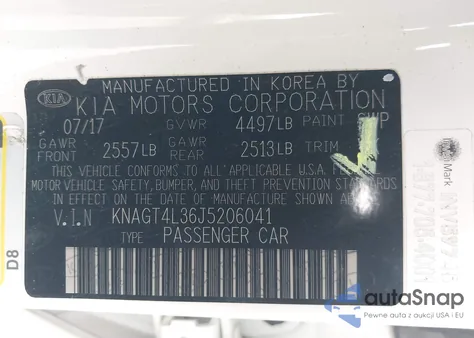 MANUFACTURED IN KOREA BY
KIA KIA MOTORS CORPORATION
07/17 GVWR 4497LB PAINT SWP
GAWR FRONT 2557LB GAWR REAR 2513LB TRIM
THIS VEHICLE CONFORMS TO ALL APPLICABLE U.S.A. FEDERAL
MOTOR VEHICLE SAFETY, BUMPER, AND THEFT PREVENTION STANDARDS
IN EFFECT ON THE DATE OF MANUFACTURE SHOWN ABOVE
V.I.N KNAGT4L36J5206041
TYPE PASSENGER CAR
D8
autoSnap
Pewne auta z aukcji USA i EU